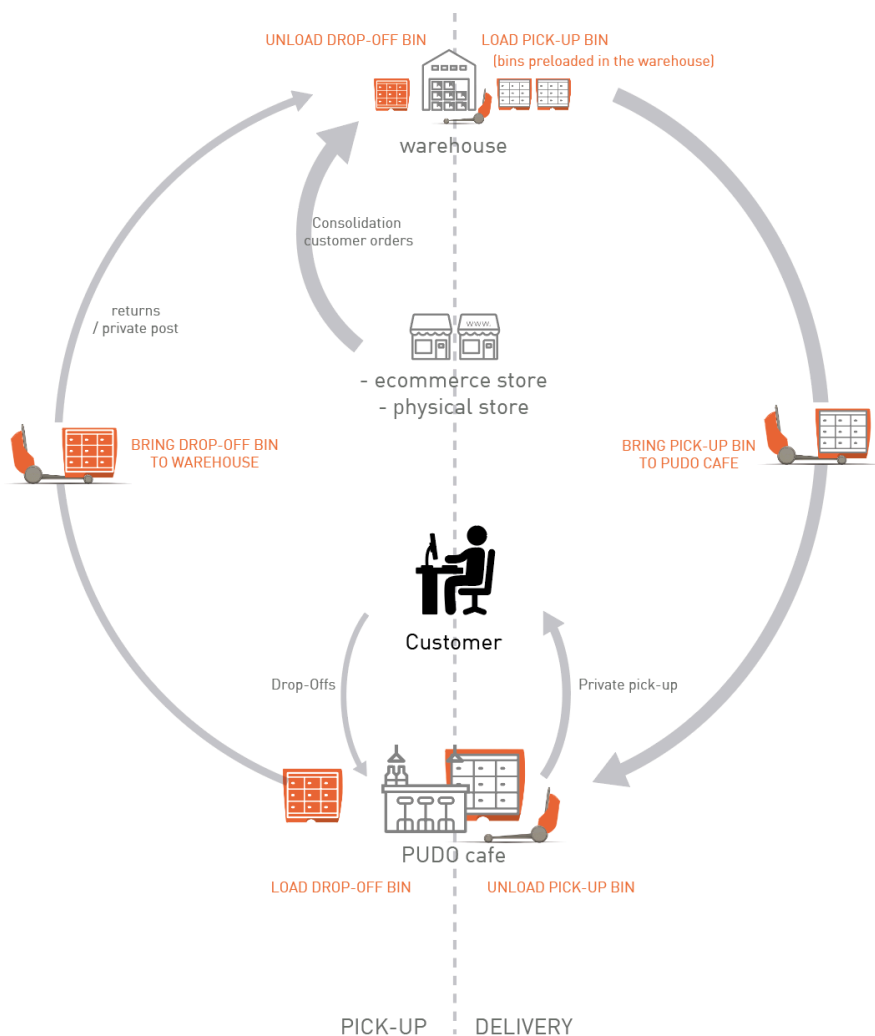 UNLOAD DROP-OFF BIN
LOAD PICK-UP BIN
(bins preloaded in the warehouse)
warehouse
Consolidation
customer orders
returns
/ private post
www.
- ecommerce store
- physical store
BRING DROP-OFF BIN
TO WAREHOUSE
BRING PICK-UP BIN
TO PUDO CAFE
Customer
Drop-Offs
Private pick-up
PUDO cafe
LOAD DROP-OFF BIN
UNLOAD PICK-UP BIN
PICK-UP
DELIVERY